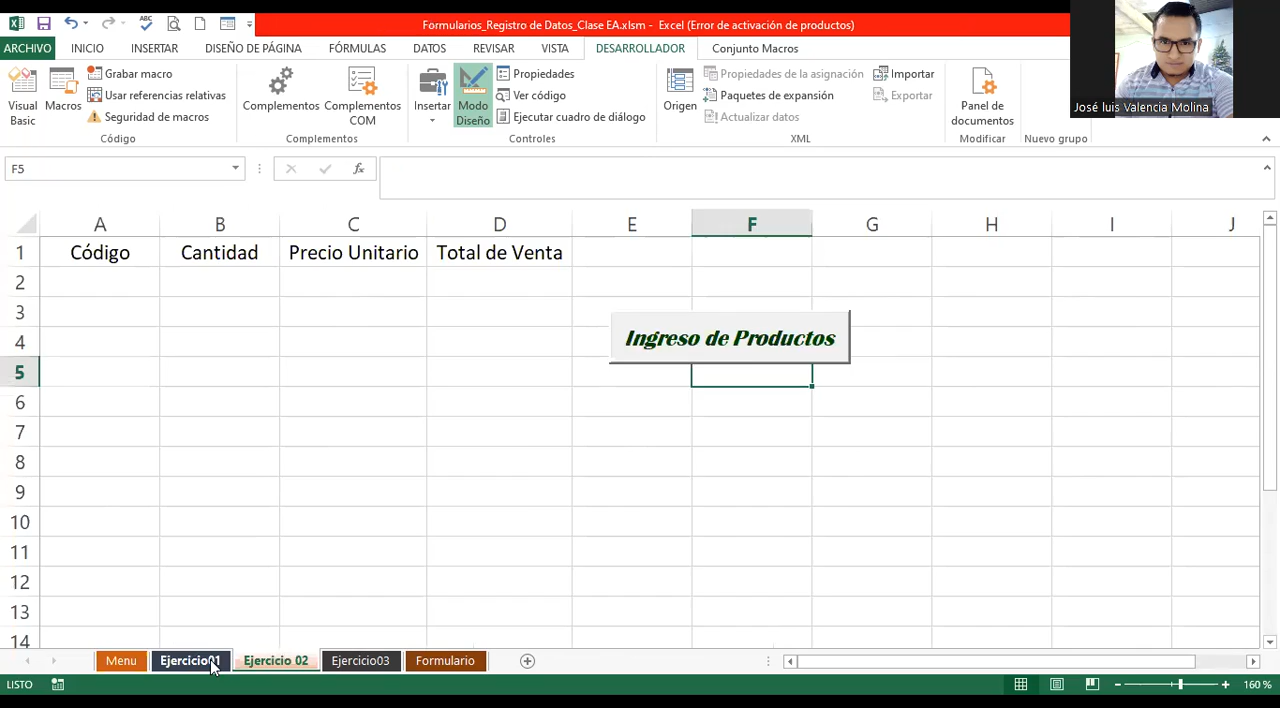 Formularios_Registro de Datos_Clase EA.xlsm - Excel (Error de activación de productos)
ARCHIVO INICIO INSERTAR DISEÑO DE PÁGINA FÓRMULAS DATOS REVISAR VISTA DESARROLLADOR Conjunto Macros
Visual Basic
Macros
Grabar macro
Usar referencias relativas
Seguridad de macros
Código
Complementos
Complementos COM
Complementos
Insertar
Modo Diseño
Propiedades
Ver código
Ejecutar cuadro de diálogo
Controles
Origen
Propiedades de la asignación
Paquetes de expansión
Actualizar datos
Importar
Exportar
XML
Panel de documentos
Modificar
Nuevo grupo
José luis Valencia Molina
F5
fx
A B C D E F G H I J
1 Código Cantidad Precio Unitario Total de Venta
2
3
4
Ingreso de Productos
5
6
7
8
9
10
11
12
13
14
Menu Ejercicio01 Ejercicio 02 Ejercicio03 Formulario
LISTO
160 %